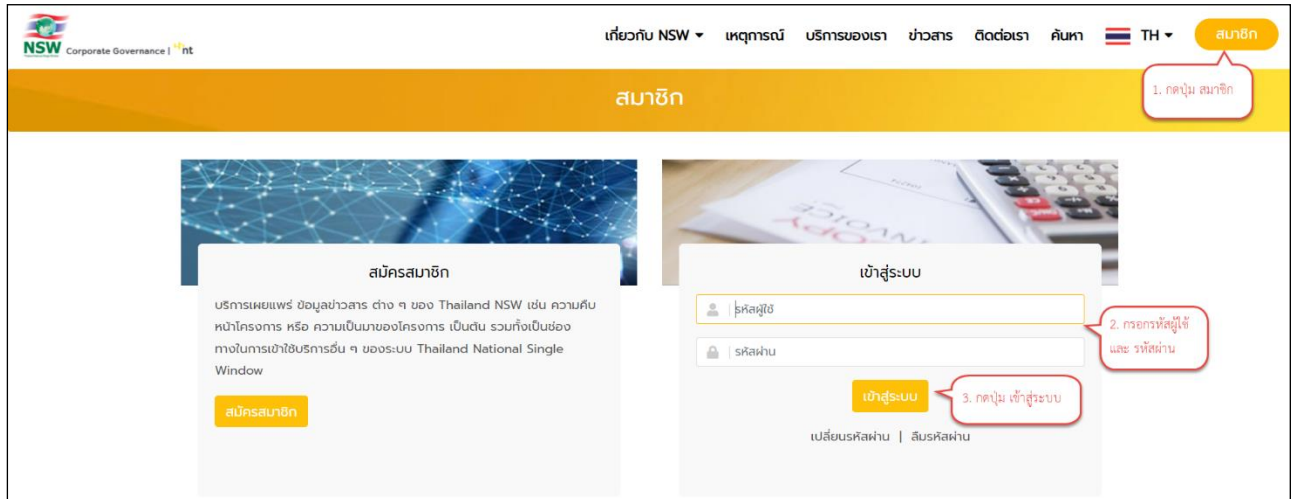 NSW Corporate Governance | nt
เกี่ยวกับ NSW เหตุการณ์ บริการของเรา ข่าวสาร ติดต่อเรา ค้นหา TH สมาชิก
1. กดปุ่ม สมาชิก
สมาชิก
สมัครสมาชิก
บริการเผยแพร่ ข้อมูลข่าวสาร ต่าง ๆ ของ Thailand NSW เช่น ความคืบ
หน้าโครงการ หรือ ความเป็นมาของโครงการ เป็นต้น รวมทั้งเป็นช่อง
ทางในการเข้าใช้บริการอื่น ๆ ของระบบ Thailand National Single
Window
สมัครสมาชิก
INVOICE
COPY
เข้าสู่ระบบ
รหัสผู้ใช้
รหัสผ่าน
2. กรอกรหัสผู้ใช้
และ รหัสผ่าน
เข้าสู่ระบบ
3. กดปุ่ม เข้าสู่ระบบ
เปลี่ยนรหัสผ่าน | ลืมรหัสผ่าน